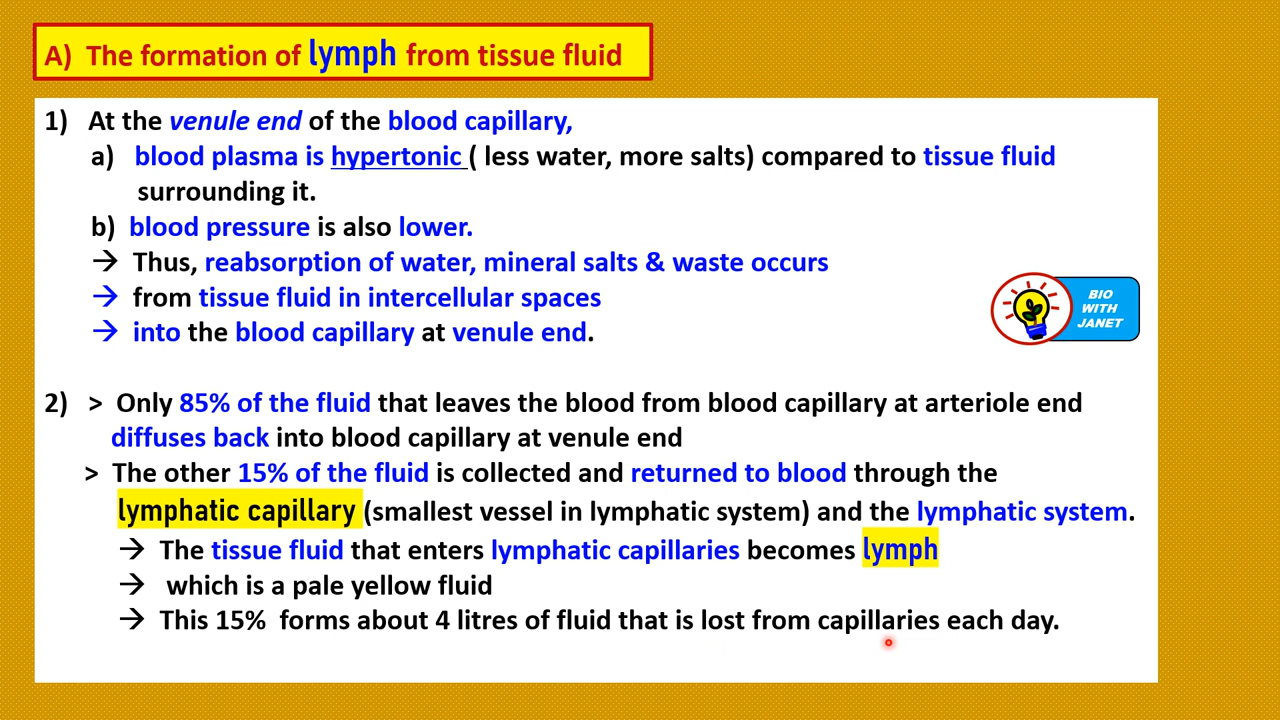 A) The formation of lymph from tissue fluid
1) At the venule end of the blood capillary,
a) blood plasma is hypertonic ( less water, more salts) compared to tissue fluid
surrounding it.
b) blood pressure is also lower.
→ Thus, reabsorption of water, mineral salts & waste occurs
→ from tissue fluid in intercellular spaces
→ into the blood capillary at venule end.
BIO
WITH
JANET
2) > Only 85% of the fluid that leaves the blood from blood capillary at arteriole end
diffuses back into blood capillary at venule end
> The other 15% of the fluid is collected and returned to blood through the
lymphatic capillary (smallest vessel in lymphatic system) and the lymphatic system.
→ The tissue fluid that enters lymphatic capillaries becomes lymph
→ which is a pale yellow fluid
→ This 15% forms about 4 litres of fluid that is lost from capillaries each day.